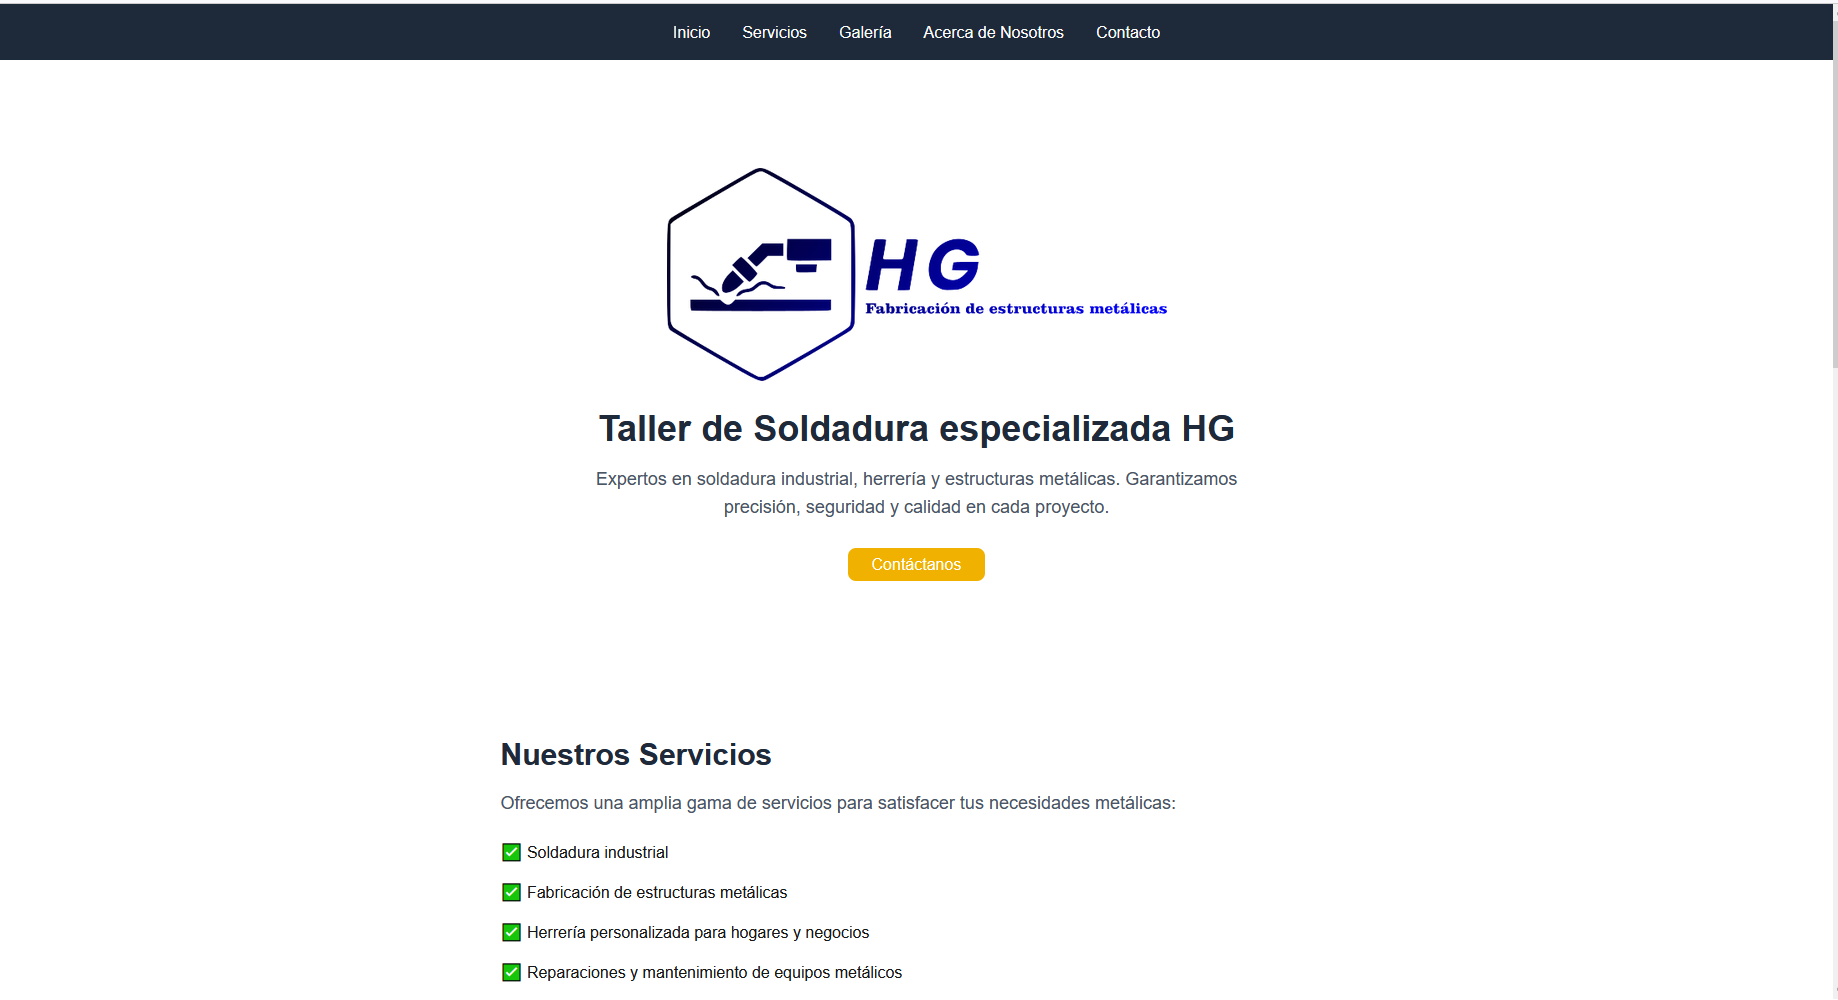 Inicio Servicios Galería Acerca de Nosotros Contacto
HG
Fabricación de estructuras metálicas
Taller de Soldadura especializada HG
Expertos en soldadura industrial, herrería y estructuras metálicas. Garantizamos
precisión, seguridad y calidad en cada proyecto.
Contáctanos
Nuestros Servicios
Ofrecemos una amplia gama de servicios para satisfacer tus necesidades metálicas:
✅ Soldadura industrial
✅ Fabricación de estructuras metálicas
✅ Herrería personalizada para hogares y negocios
✅ Reparaciones y mantenimiento de equipos metálicos